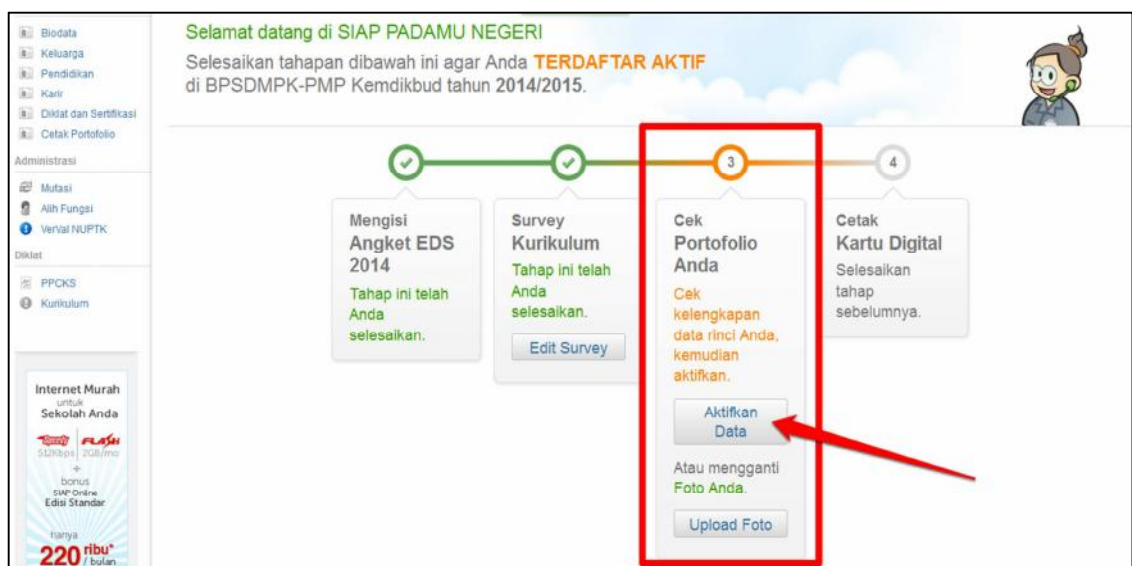 Biodata
Keluarga
Pendidikan
Karir
Diklat dan Sertifikasi
Cetak Portofolio
Administrasi
Mutasi
Alih Fungsi
VerVal NUPTK
Diklat
PPCKS
Kurikulum
Internet Murah
untuk
Sekolah Anda
Speedy FLASH
512Kbps 2GB/mo
+
bonus
SIAP Online
Edisi Standar
hanya
220 ribu*
/ bulan
Selamat datang di SIAP PADAMU NEGERI
Selesaikan tahapan dibawah ini agar Anda TERDAFTAR AKTIF
di BPSDMPK-PMP Kemdikbud tahun 2014/2015.
Mengisi
Angket EDS
2014
Tahap ini telah
Anda
selesaikan.
Survey
Kurikulum
Tahap ini telah
Anda
selesaikan.
Edit Survey
3
Cek
Portofolio
Anda
Cek
kelengkapan
data rinci Anda,
kemudian
aktifkan.
Aktifkan
Data
Atau mengganti
Foto Anda.
Upload Foto
4
Cetak
Kartu Digital
Selesaikan
tahap
sebelumnya.